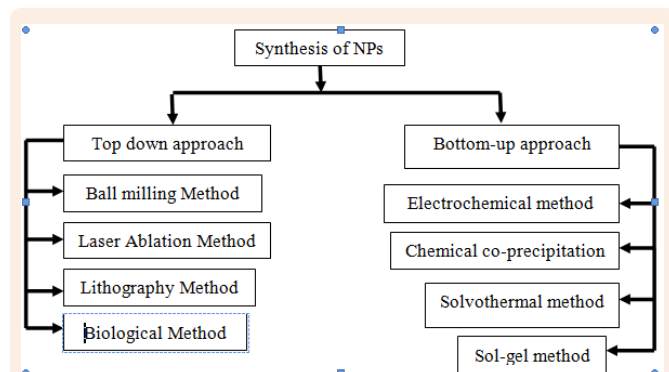 Synthesis of NPs
Top down approach
Bottom-up approach
Ball milling Method
Electrochemical method
Laser Ablation Method
Chemical co-precipitation
Lithography Method
Solvothermal method
Biological Method
Sol-gel method